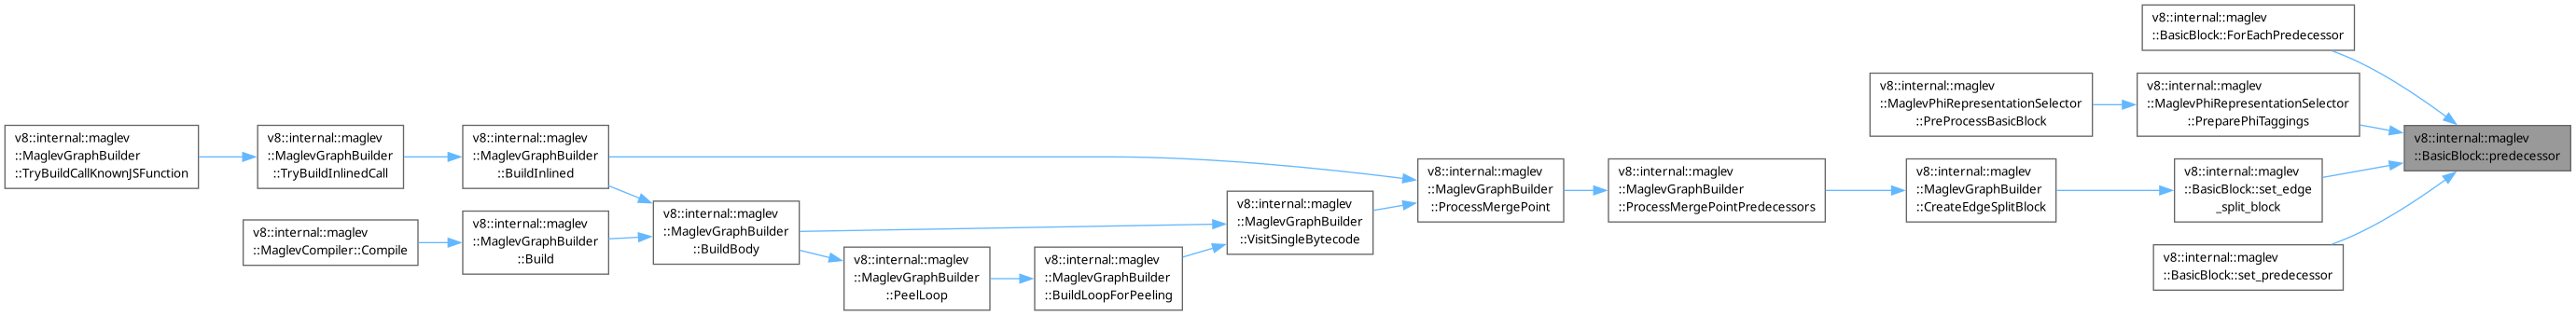 v8::internal::maglev
::BasicBlock::ForEachPredecessor
v8::internal::maglev
::MaglevPhiRepresentationSelector
::PreProcessBasicBlock
v8::internal::maglev
::MaglevPhiRepresentationSelector
::PreparePhiTaggings
v8::internal::maglev
::MaglevGraphBuilder
::TryBuildCallKnownJSFunction
v8::internal::maglev
::MaglevGraphBuilder
::TryBuildInlinedCall
v8::internal::maglev
::MaglevGraphBuilder
::BuildInlined
v8::internal::maglev
::BasicBlock::predecessor
v8::internal::maglev
::MaglevGraphBuilder
::ProcessMergePoint
v8::internal::maglev
::MaglevGraphBuilder
::ProcessMergePointPredecessors
v8::internal::maglev
::MaglevGraphBuilder
::CreateEdgeSplitBlock
v8::internal::maglev
::BasicBlock::set_edge
_split_block
v8::internal::maglev
::MaglevGraphBuilder
::VisitSingleBytecode
v8::internal::maglev
::MaglevCompiler::Compile
v8::internal::maglev
::MaglevGraphBuilder
::Build
v8::internal::maglev
::MaglevGraphBuilder
::BuildBody
v8::internal::maglev
::MaglevGraphBuilder
::PeelLoop
v8::internal::maglev
::MaglevGraphBuilder
::BuildLoopForPeeling
v8::internal::maglev
::BasicBlock::set_predecessor